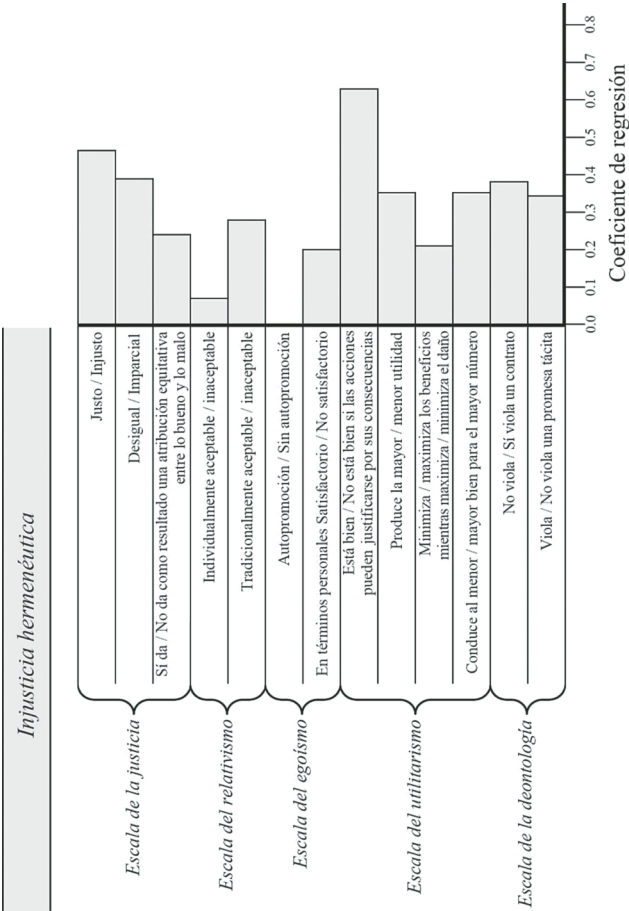 Injusticia hermenéutica
Escala de la justicia
Justo / Injusto
Desigual / Imparcial
Sí da / No da como resultado una atribución equitativa
entre lo bueno y lo malo
Escala del relativismo
Individualmente aceptable / inaceptable
Tradicionalmente aceptable / inaceptable
Escala del egoísmo
Autopromoción / Sin autopromoción
En términos personales Satisfactorio / No satisfactorio
Escala del utilitarismo
Está bien / No está bien si las acciones
pueden justificarse por sus consecuencias
Produce la mayor / menor utilidad
Minimiza / maximiza los beneficios
mientras maximiza / minimiza el daño
Conduce al menor / mayor bien para el mayor número
Escala de la deontología
No viola / Sí viola un contrato
Viola / No viola una promesa tácita
0.0 0.1 0.2 0.3 0.4 0.5 0.6 0.7 0.8
Coeficiente de regresión